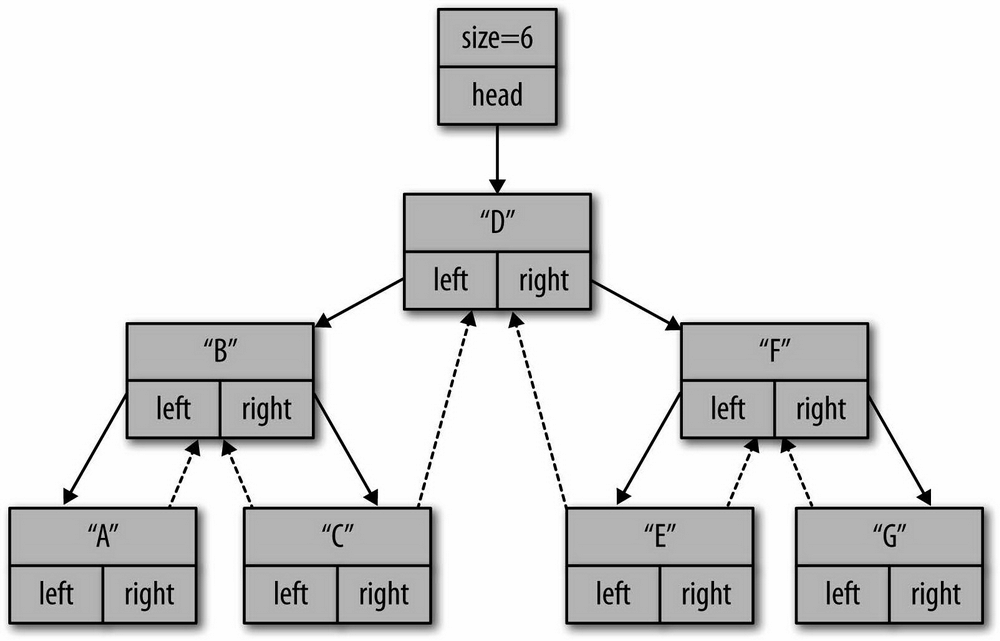 size=6
head
“D”
left right
“B”
left right
“F”
left right
“A”
left right
“C”
left right
“E”
left right
“G”
left right